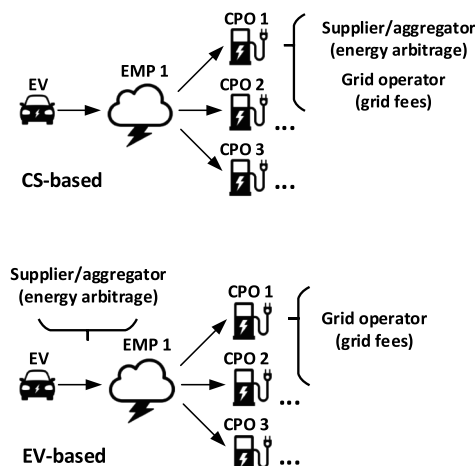 CPO 1
Supplier/aggregator
(energy arbitrage)
EMP 1
EV
CPO 2
Grid operator
(grid fees)
...
CPO 3
...
CS-based
Supplier/aggregator
(energy arbitrage)
CPO 1
EV
EMP 1
Grid operator
(grid fees)
CPO 2
...
CPO 3
...
EV-based